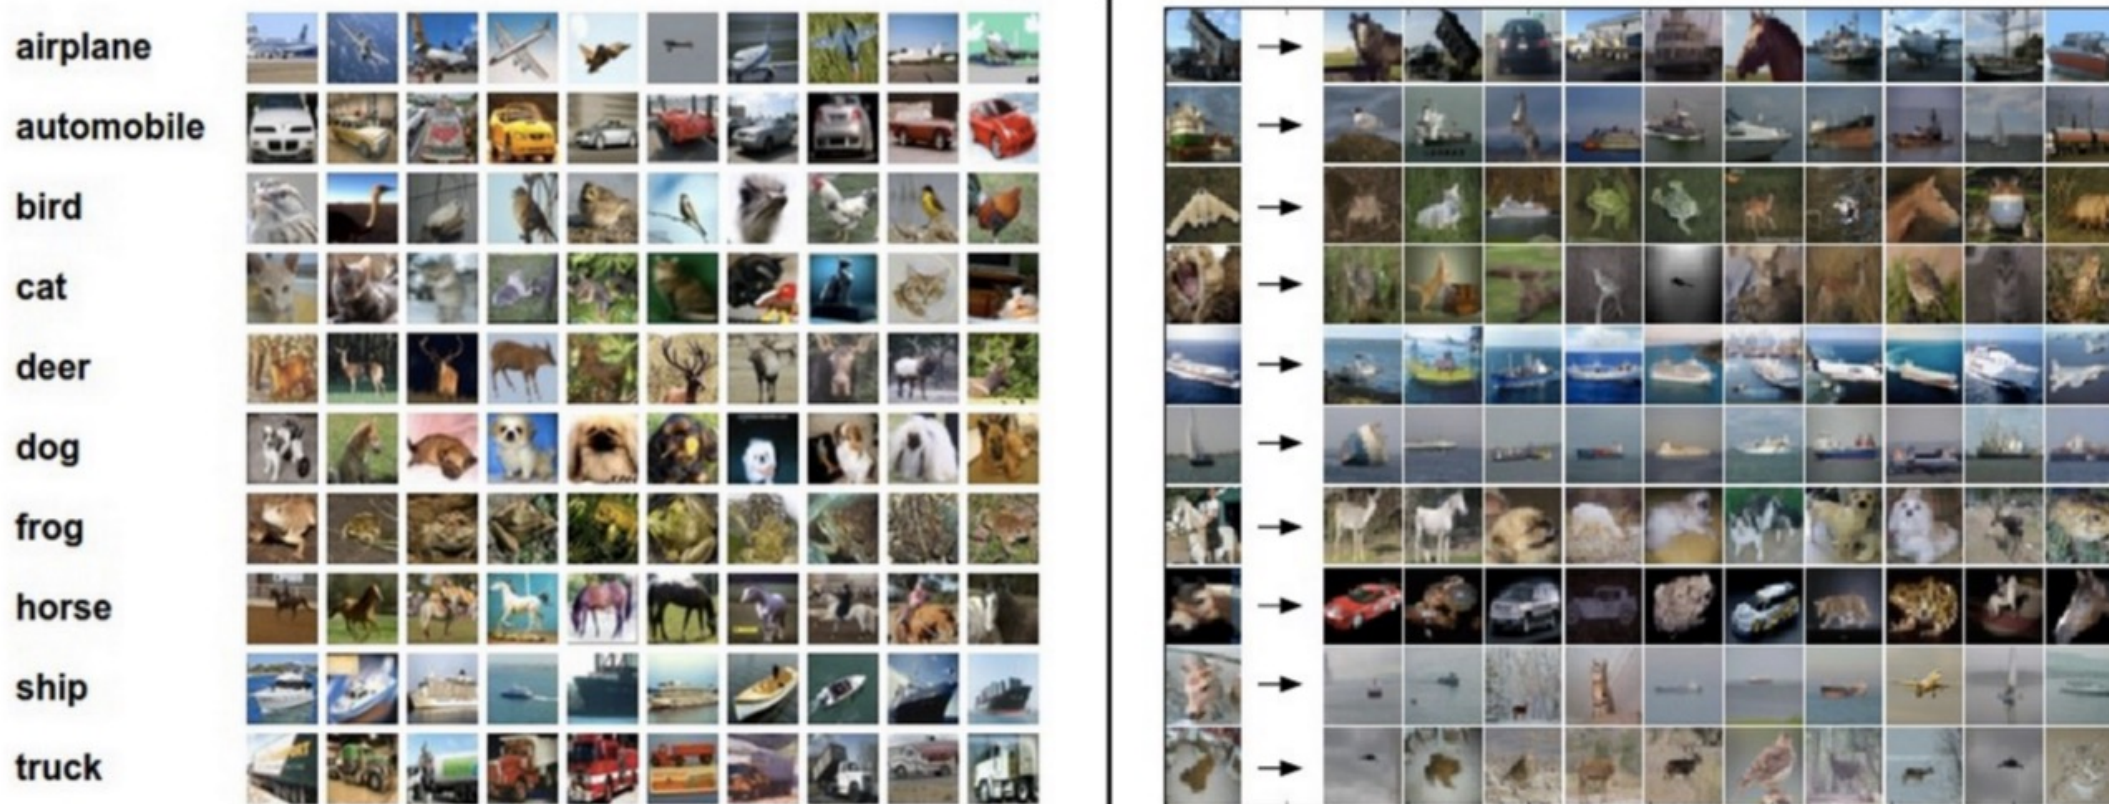 airplane
automobile
bird
cat
deer
dog
frog
horse
ship
truck